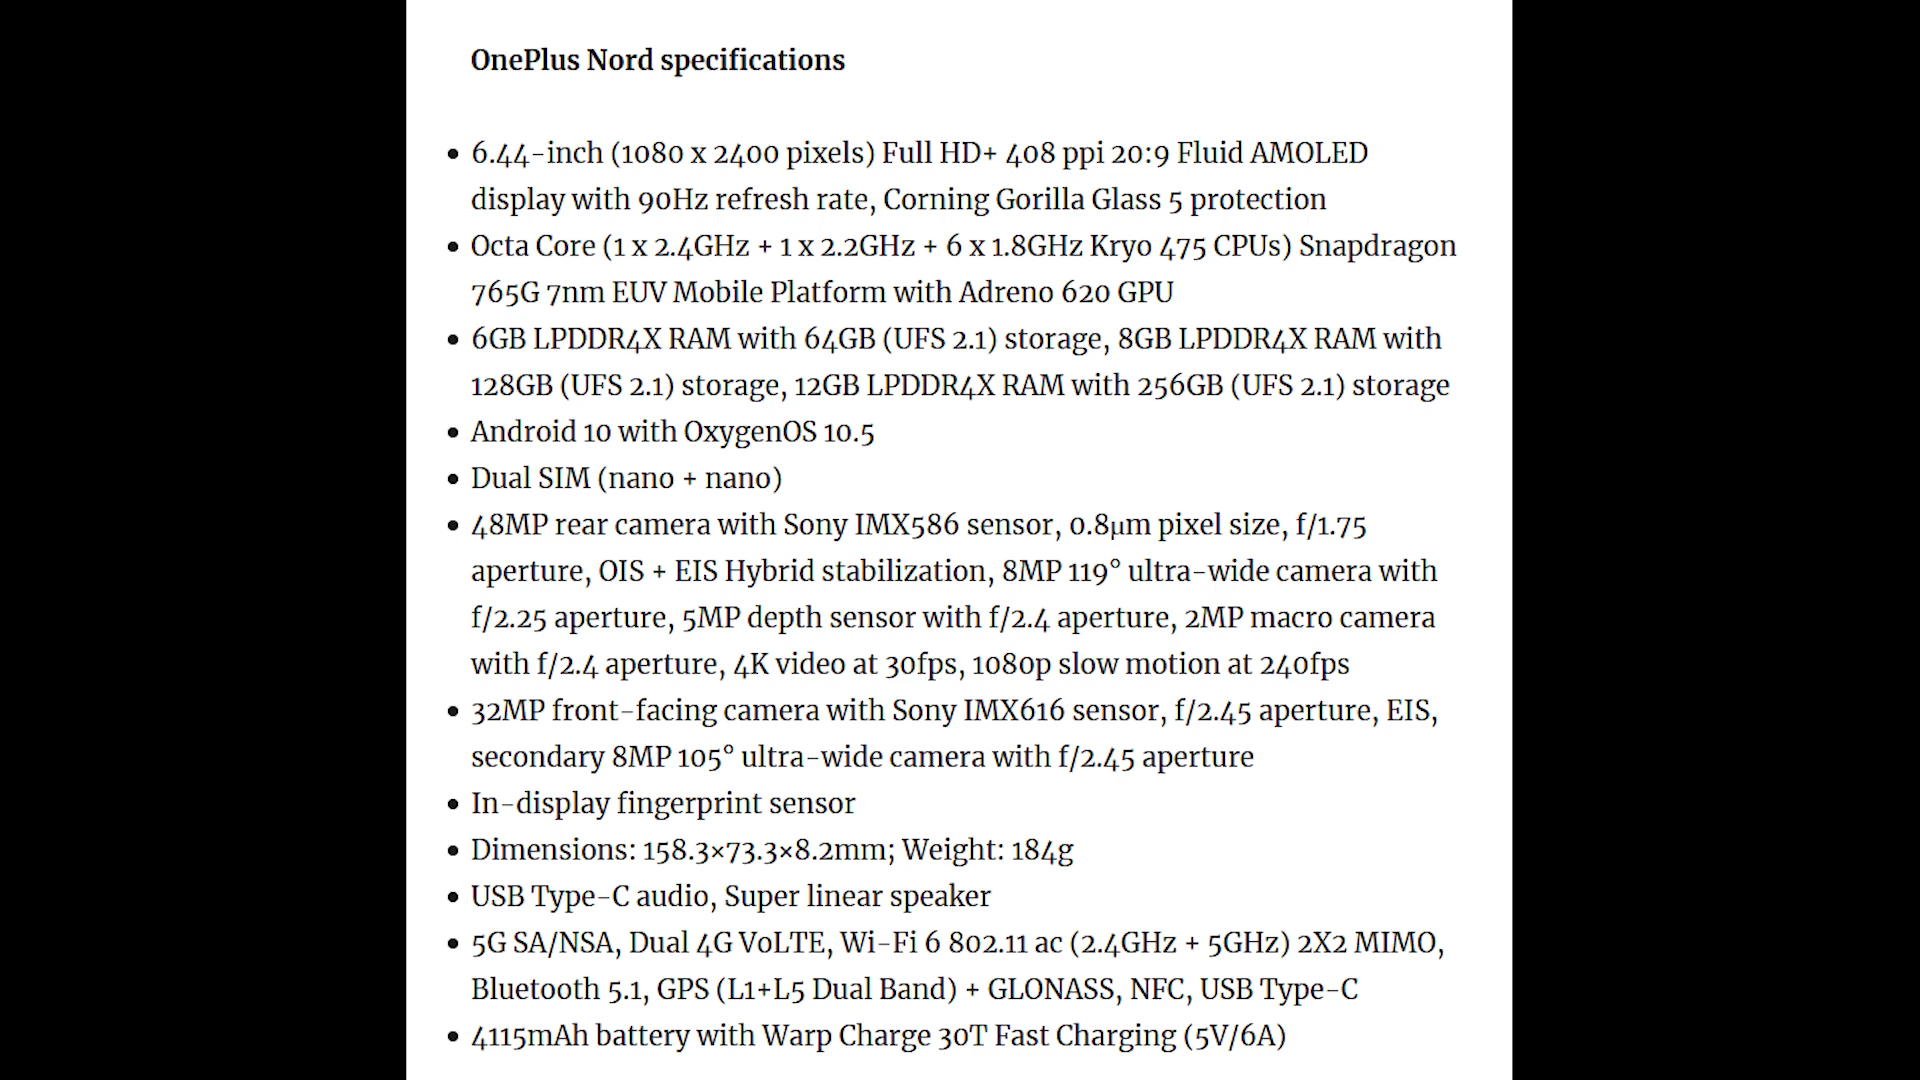 OnePlus Nord specifications
• 6.44-inch (1080 x 2400 pixels) Full HD+ 408 ppi 20:9 Fluid AMOLED
display with 90Hz refresh rate, Corning Gorilla Glass 5 protection
• Octa Core (1 x 2.4GHz + 1 x 2.2GHz + 6 x 1.8GHz Kryo 475 CPUs) Snapdragon
765G 7nm EUV Mobile Platform with Adreno 620 GPU
• 6GB LPDDR4X RAM with 64GB (UFS 2.1) storage, 8GB LPDDR4X RAM with
128GB (UFS 2.1) storage, 12GB LPDDR4X RAM with 256GB (UFS 2.1) storage
• Android 10 with OxygenOS 10.5
• Dual SIM (nano + nano)
• 48MP rear camera with Sony IMX586 sensor, 0.8μm pixel size, f/1.75
aperture, OIS + EIS Hybrid stabilization, 8MP 119° ultra-wide camera with
f/2.25 aperture, 5MP depth sensor with f/2.4 aperture, 2MP macro camera
with f/2.4 aperture, 4K video at 30fps, 1080p slow motion at 240fps
• 32MP front-facing camera with Sony IMX616 sensor, f/2.45 aperture, EIS,
secondary 8MP 105° ultra-wide camera with f/2.45 aperture
• In-display fingerprint sensor
• Dimensions: 158.3×73.3×8.2mm; Weight: 184g
• USB Type-C audio, Super linear speaker
• 5G SA/NSA, Dual 4G VoLTE, Wi-Fi 6 802.11 ac (2.4GHz + 5GHz) 2X2 MIMO,
Bluetooth 5.1, GPS (L1+L5 Dual Band) + GLONASS, NFC, USB Type-C
• 4115mAh battery with Warp Charge 30T Fast Charging (5V/6A)